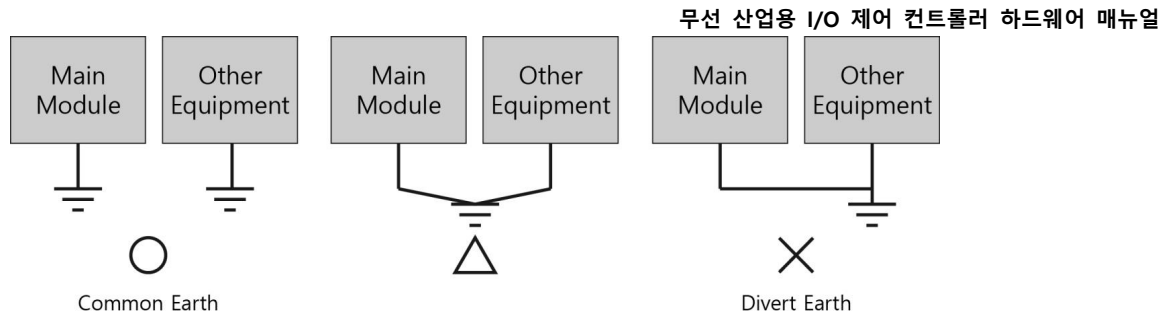 무선 산업용 I/O 제어 컨트롤러 하드웨어 매뉴얼
Main
Module
Other
Equipment
Main
Module
Other
Equipment
Main
Module
Other
Equipment
Common Earth
Divert Earth